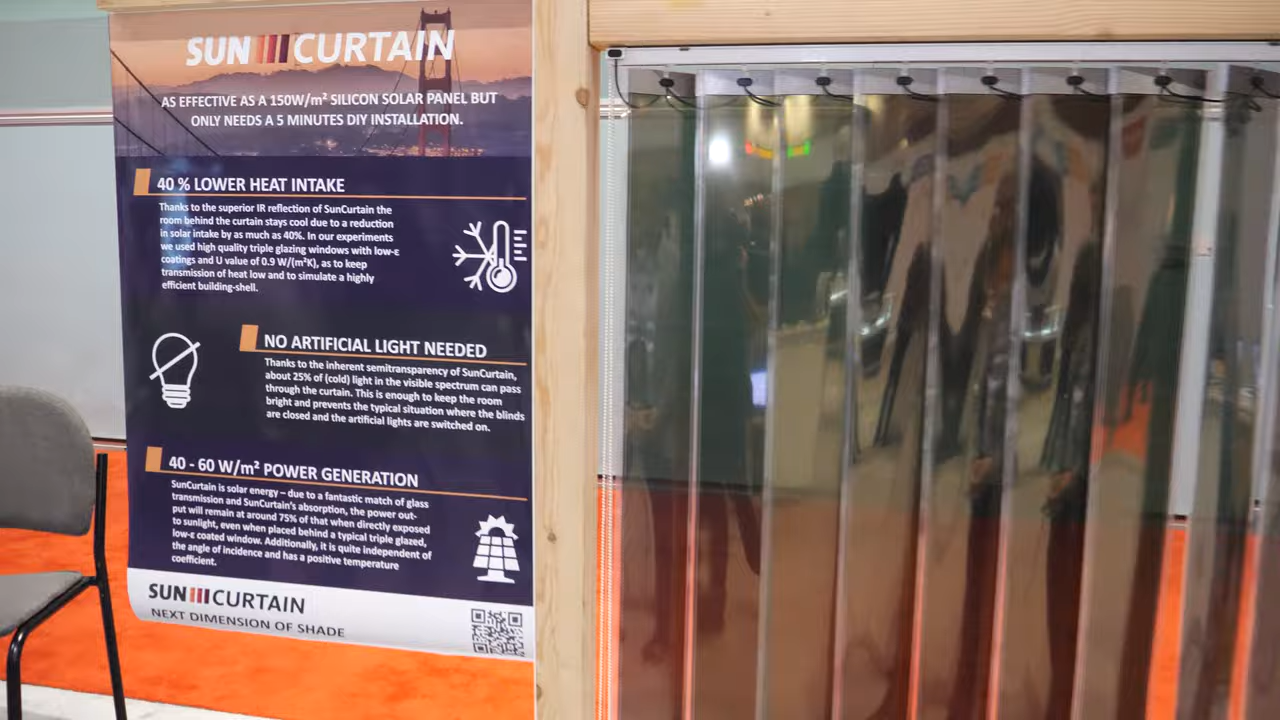 SUN CURTAIN
AS EFFECTIVE AS A 150W/m² SILICON SOLAR PANEL BUT
ONLY NEEDS A 5 MINUTES DIY INSTALLATION.
40 % LOWER HEAT INTAKE
Thanks to the superior IR reflection of SunCurtain the
room behind the curtain stays cool due to a reduction
in solar intake by as much as 40%. In our experiments
we used high quality triple glazing windows with low-ε
coatings and U value of 0.9 W/(m²K), as to keep
transmission of heat low and to simulate a highly
efficient building-shell.
NO ARTIFICIAL LIGHT NEEDED
Thanks to the inherent semitransparency of SunCurtain,
about 25% of (cold) light in the visible spectrum can pass
through the curtain. This is enough to keep the room
bright and prevents the typical situation where the blinds
are closed and the artificial lights are switched on.
40 - 60 W/m² POWER GENERATION
SunCurtain is solar energy – due to a fantastic match of glass
transmission and SunCurtain's absorption, the power out-
put will remain at around 75% of that when directly exposed
to sunlight, even when placed behind a typical triple glazed,
low-ε coated window. Additionally, it is quite independent of
the angle of incidence and has a positive temperature
coefficient.
SUN CURTAIN
NEXT DIMENSION OF SHADE